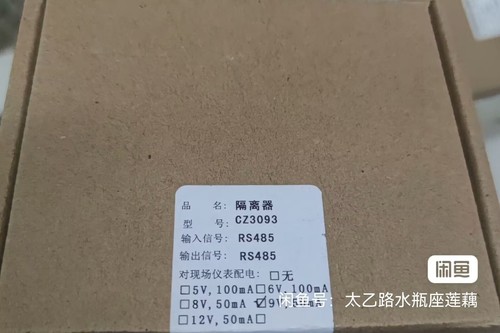 品 名: 隔离器
型 号: CZ3093
输入信号: RS485
输出信号: RS485
对现场仪表配电: □无
□5V,100mA □6V,100mA
□8V,50mA ☑9V
□12V,50mA
闲鱼
闲鱼号：太乙路水瓶座莲藕